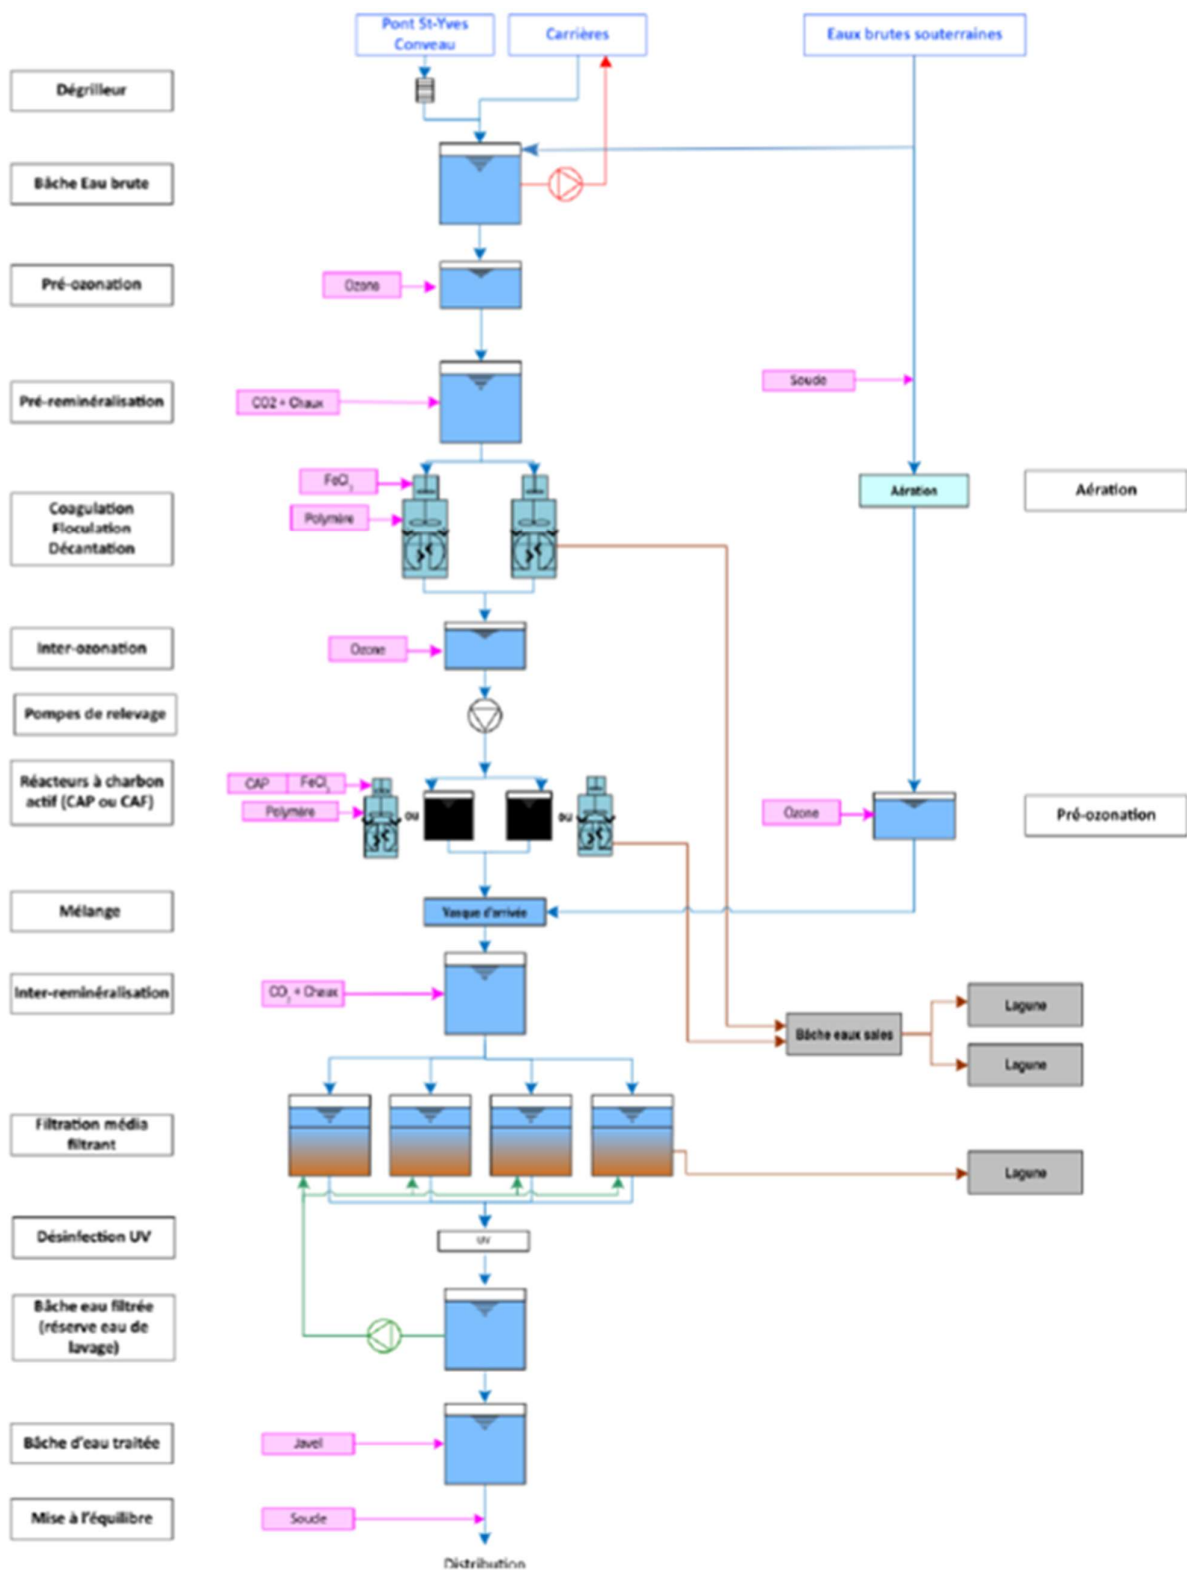 Pont St-Yves
Conveau
Carrières
Eaux brutes souterraines
Dégrilleur
Bâche Eau brute
Pré-ozonation
Ozone
Pré-reminéralisation
CO2 + Chaux
Soude
Coagulation
Floculation
Décantation
FeCl3
Polymère
Aération
Aération
Inter-ozonation
Ozone
Pompes de relevage
Réacteurs à charbon
actif (CAP ou CAF)
CAP
FeCl3
Polymère
ou
ou
Ozone
Pré-ozonation
Mélange
Vasque d'arrivée
Inter-reminéralisation
CO2 + Chaux
Bâche eaux sales
Lagune
Lagune
Filtration média
filtrant
Lagune
Désinfection UV
UV
Bâche eau filtrée
(réserve eau de
lavage)
Bâche d'eau traitée
Javel
Mise à l'équilibre
Soude
Distribution